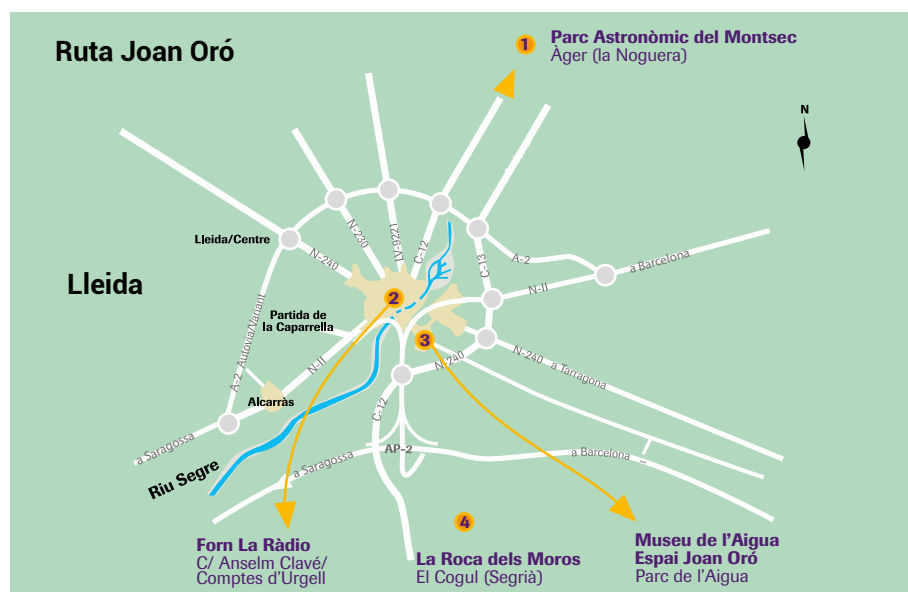 Ruta Joan Oró
1
Parc Astronòmic del Montsec
Àger (la Noguera)
N
Lleida/Centre
N-240
N-230
LV-9221
C-12
C-13
A-2
N-II
a Barcelona
Lleida
2
Partida de
la Caparrella
3
A-2 Autovia/Variant
N-II
N-240
N-240 a Tarragona
Alcarràs
C-12
a Saragossa
Riu Segre
a Saragossa
AP-2
a Barcelona
4
Forn La Ràdio
C/ Anselm Clavé/
Comptes d'Urgell
La Roca dels Moros
El Cogul (Segrià)
Museu de l'Aigua
Espai Joan Oró
Parc de l'Aigua